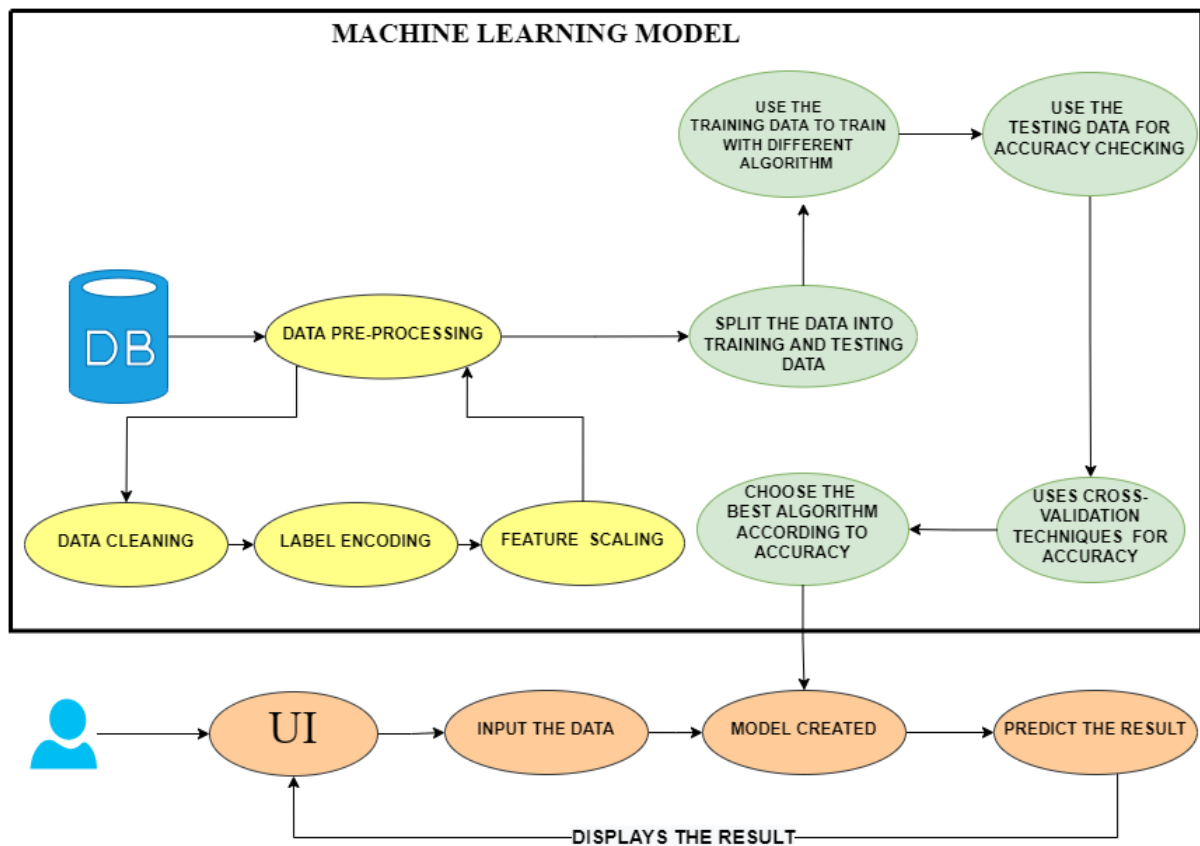 MACHINE LEARNING MODEL
USE THE
TRAINING DATA TO TRAIN
WITH DIFFERENT
ALGORITHM
USE THE
TESTING DATA FOR
ACCURACY CHECKING
DB
DATA PRE-PROCESSING
SPLIT THE DATA INTO
TRAINING AND TESTING
DATA
DATA CLEANING
LABEL ENCODING
FEATURE SCALING
CHOOSE THE
BEST ALGORITHM
ACCORDING TO
ACCURACY
USES CROSS-
VALIDATION
TECHNIQUES FOR
ACCURACY
UI
INPUT THE DATA
MODEL CREATED
PREDICT THE RESULT
DISPLAYS THE RESULT